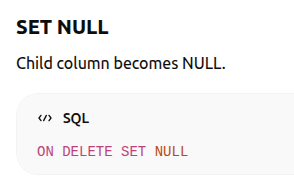 SET NULL
Child column becomes NULL.
SQL
ON DELETE SET NULL